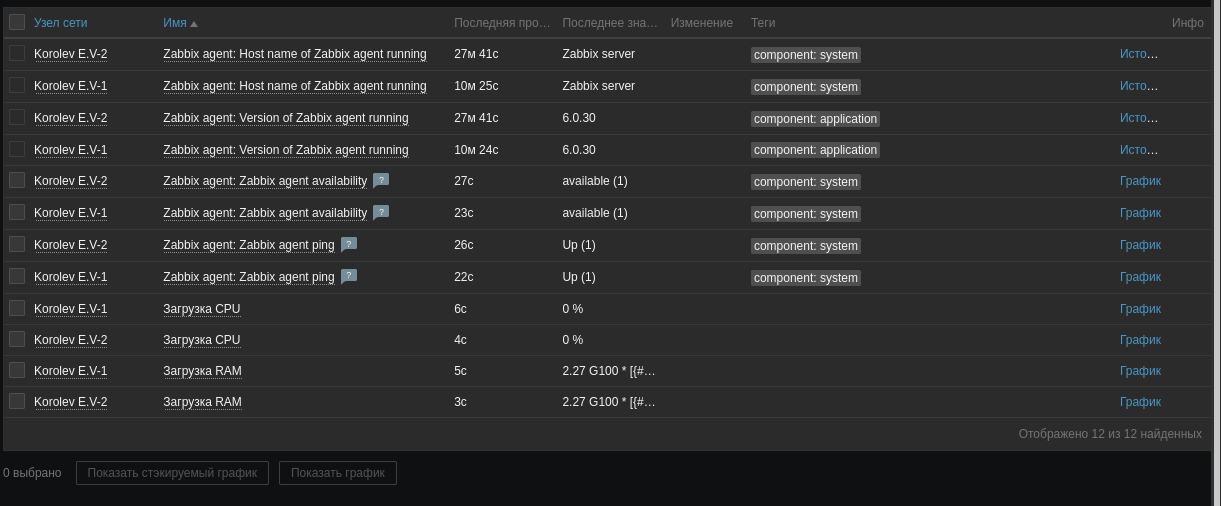 Узел сети Имя Последняя про… Последнее зна… Изменение Теги Инфо
Korolev E.V-2 Zabbix agent: Host name of Zabbix agent running 27м 41с Zabbix server component: system Исто…
Korolev E.V-1 Zabbix agent: Host name of Zabbix agent running 10м 25с Zabbix server component: system Исто…
Korolev E.V-2 Zabbix agent: Version of Zabbix agent running 27м 41с 6.0.30 component: application Исто…
Korolev E.V-1 Zabbix agent: Version of Zabbix agent running 10м 24с 6.0.30 component: application Исто…
Korolev E.V-2 Zabbix agent: Zabbix agent availability ? 27с available (1) component: system График
Korolev E.V-1 Zabbix agent: Zabbix agent availability ? 23с available (1) component: system График
Korolev E.V-2 Zabbix agent: Zabbix agent ping ? 26с Up (1) component: system График
Korolev E.V-1 Zabbix agent: Zabbix agent ping ? 22с Up (1) component: system График
Korolev E.V-1 Загрузка CPU 6с 0 % График
Korolev E.V-2 Загрузка CPU 4с 0 % График
Korolev E.V-1 Загрузка RAM 5с 2.27 G100 * [{#… График
Korolev E.V-2 Загрузка RAM 3с 2.27 G100 * [{#… График
Отображено 12 из 12 найденных
0 выбрано Показать стэкируемый график Показать график